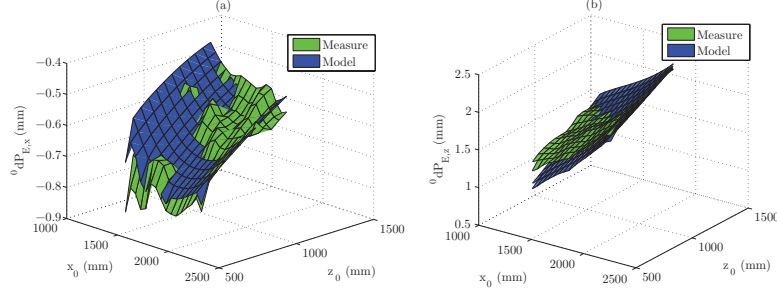 (a)
(b)
Measure
Model
Measure
Model
−0.4
−0.5
−0.6
−0.7
−0.8
−0.9
⁰dP_E,x (mm)
1000
1500
2000
2500
x₀ (mm)
500
1000
1500
z₀ (mm)
2.5
2
1.5
1
0.5
⁰dP_E,z (mm)
1000
1500
2000
2500
x₀ (mm)
500
1000
1500
z₀ (mm)